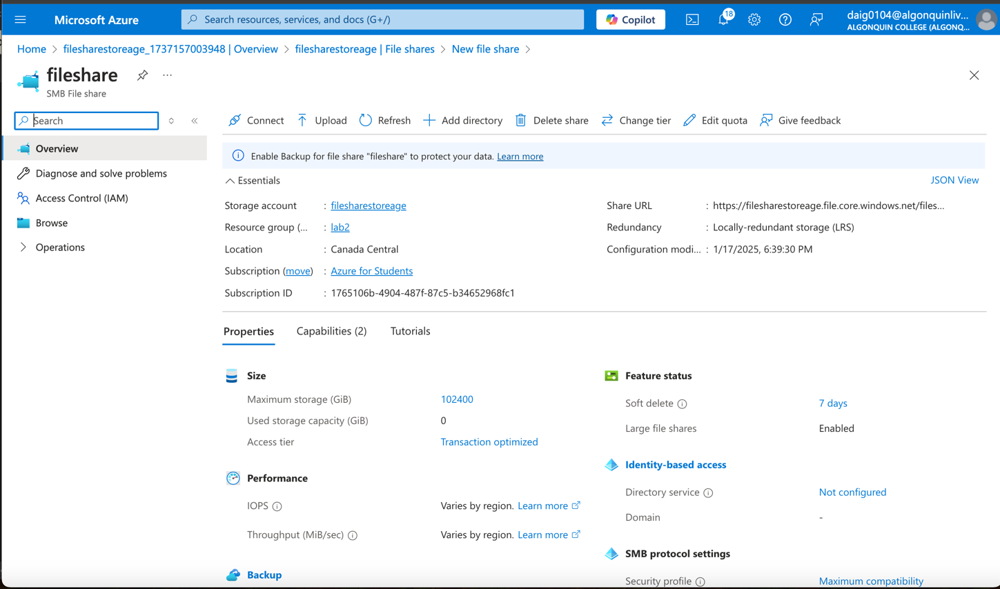 Microsoft Azure
Search resources, services, and docs (G+/)
Copilot
18
daig0104@algonquinliv...
ALGONQUIN COLLEGE (ALGONQ...
Home > filesharestoreage_1737157003948 | Overview > filesharestoreage | File shares > New file share >
fileshare
...
SMB File share
Search
Connect Upload Refresh Add directory Delete share Change tier Edit quota Give feedback
Overview
Diagnose and solve problems
Access Control (IAM)
Browse
Operations
Enable Backup for file share "fileshare" to protect your data. Learn more
Essentials
JSON View
Storage account : filesharestoreage
Resource group (... : lab2
Location : Canada Central
Subscription (move) : Azure for Students
Subscription ID : 1765106b-4904-487f-87c5-b34652968fc1
Share URL : https://filesharestoreage.file.core.windows.net/files...
Redundancy : Locally-redundant storage (LRS)
Configuration modi... : 1/17/2025, 6:39:30 PM
Properties Capabilities (2) Tutorials
Size
Maximum storage (GiB) 102400
Used storage capacity (GiB) 0
Access tier Transaction optimized
Performance
IOPS Varies by region. Learn more
Throughput (MiB/sec) Varies by region. Learn more
Backup
Feature status
Soft delete 7 days
Large file shares Enabled
Identity-based access
Directory service Not configured
Domain -
SMB protocol settings
Security profile Maximum compatibility